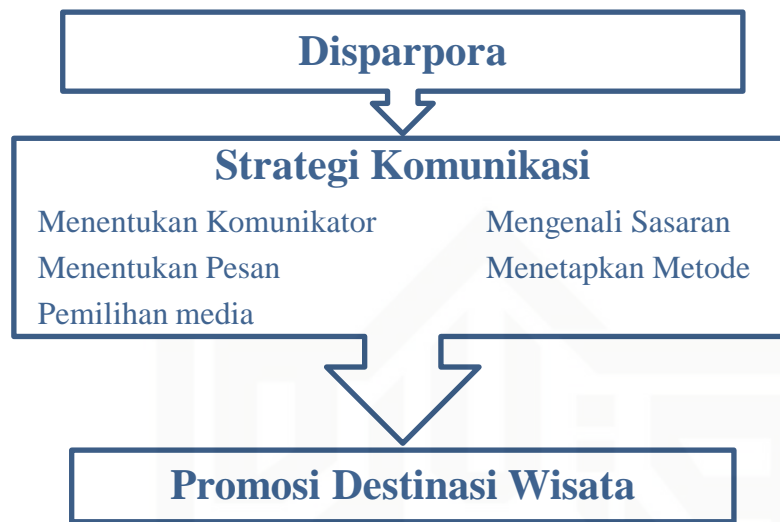 Disparpora
Strategi Komunikasi
Menentukan Komunikator Mengenali Sasaran
Menentukan Pesan Menetapkan Metode
Pemilihan media
Promosi Destinasi Wisata